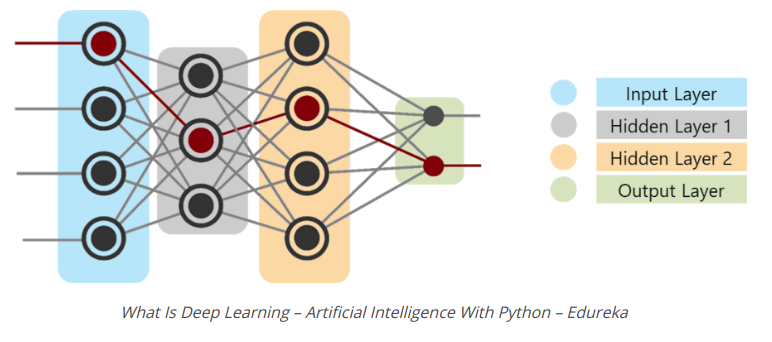 Input Layer
Hidden Layer 1
Hidden Layer 2
Output Layer
What Is Deep Learning – Artificial Intelligence With Python – Edureka